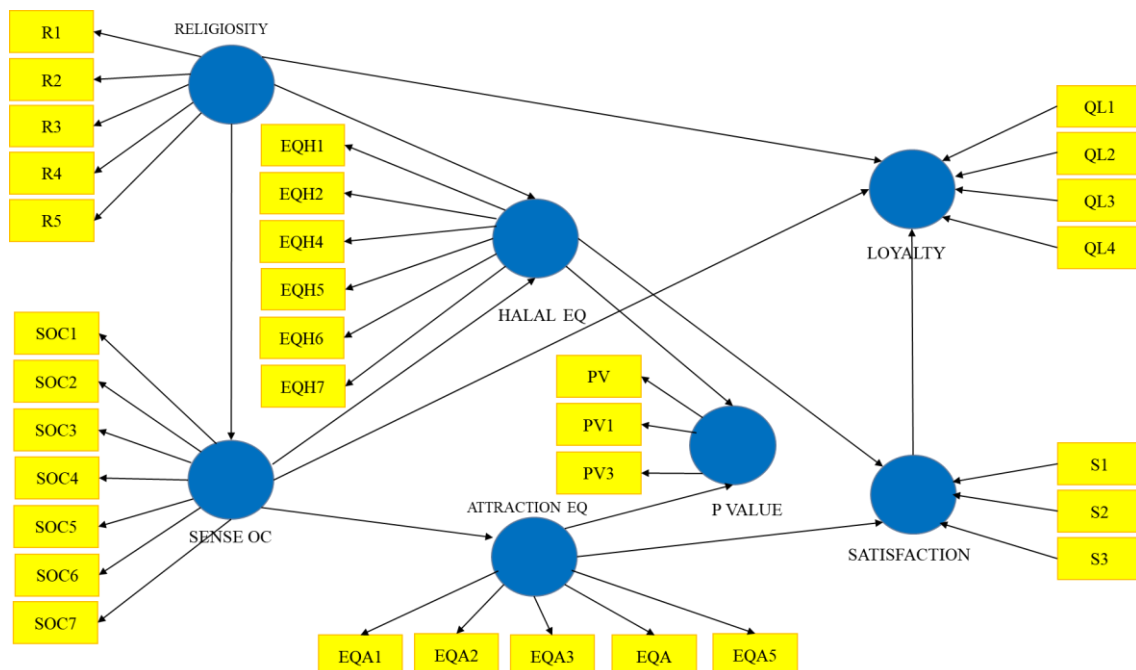 RELIGIOSITY
R1
R2
R3
R4
R5
EQH1
EQH2
EQH4
EQH5
EQH6
EQH7
HALAL EQ
QL1
QL2
QL3
QL4
LOYALTY
SOC1
SOC2
SOC3
SOC4
SOC5
SOC6
SOC7
SENSE OC
PV
PV1
PV3
P VALUE
ATTRACTION EQ
EQA1
EQA2
EQA3
EQA
EQA5
S1
S2
S3
SATISFACTION